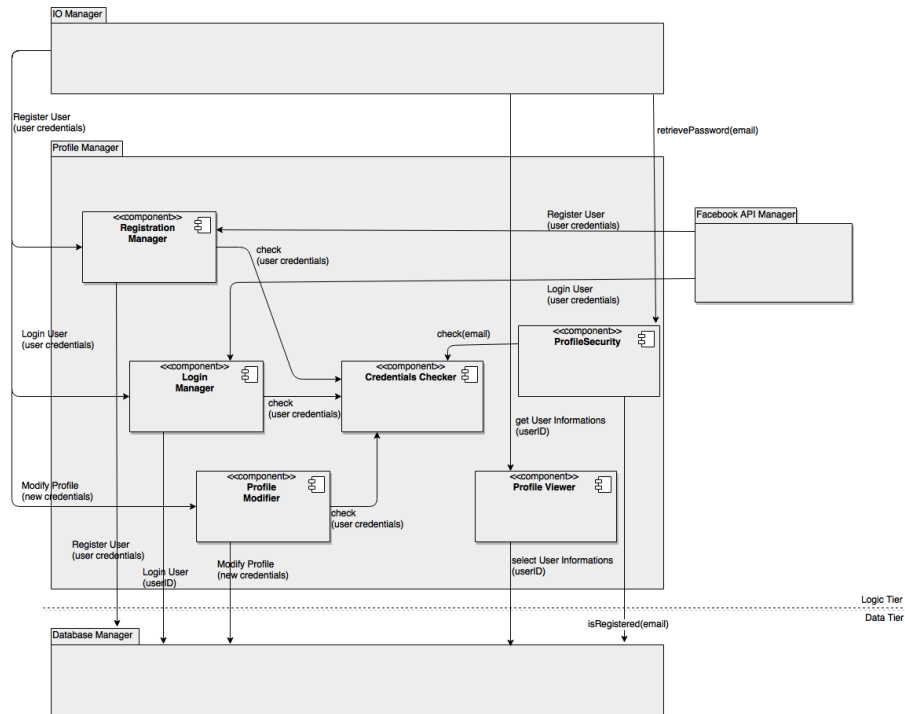 IO Manager
Register User
(user credentials)
retrievePassword(email)
Profile Manager
Facebook API Manager
<<component>>
Registration
Manager
Register User
(user credentials)
check
(user credentials)
Login User
(user credentials)
Login User
(user credentials)
check(email)
<<component>>
ProfileSecurity
<<component>>
Login
Manager
<<component>>
Credentials Checker
check
(user credentials)
get User Informations
(userID)
Modify Profile
(new credentials)
<<component>>
Profile
Modifier
<<component>>
Profile Viewer
check
(user credentials)
Register User
(user credentials)
Login User
(userID)
Modify Profile
(new credentials)
select User Informations
(userID)
Logic Tier
Data Tier
isRegistered(email)
Database Manager